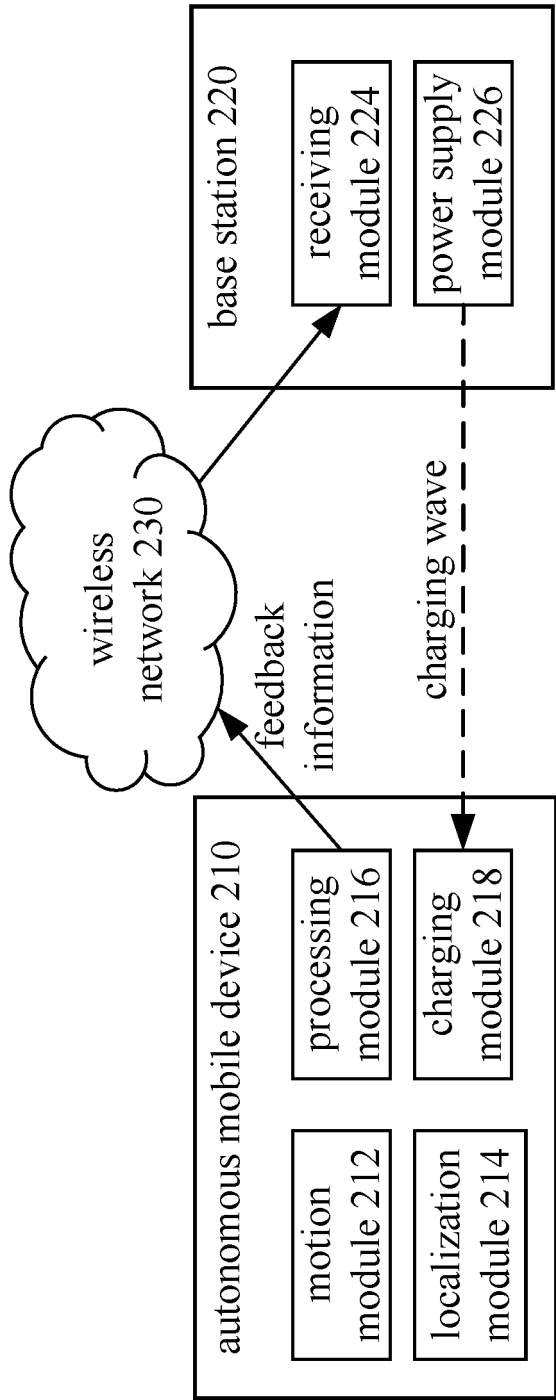 autonomous mobile device 210
motion
module 212
processing
module 216
localization
module 214
charging
module 218
wireless
network 230
feedback
information
charging wave
base station 220
receiving
module 224
power supply
module 226